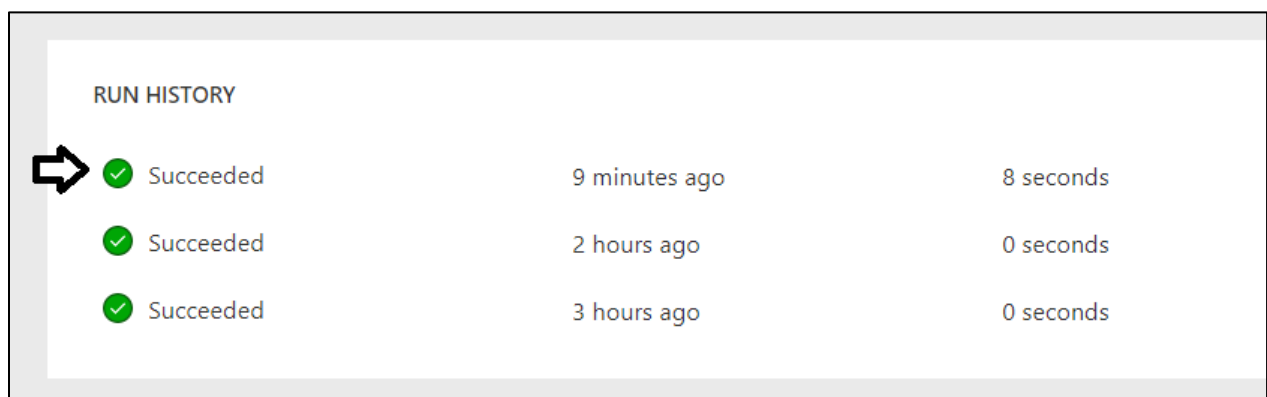 RUN HISTORY
Succeeded 9 minutes ago 8 seconds
Succeeded 2 hours ago 0 seconds
Succeeded 3 hours ago 0 seconds